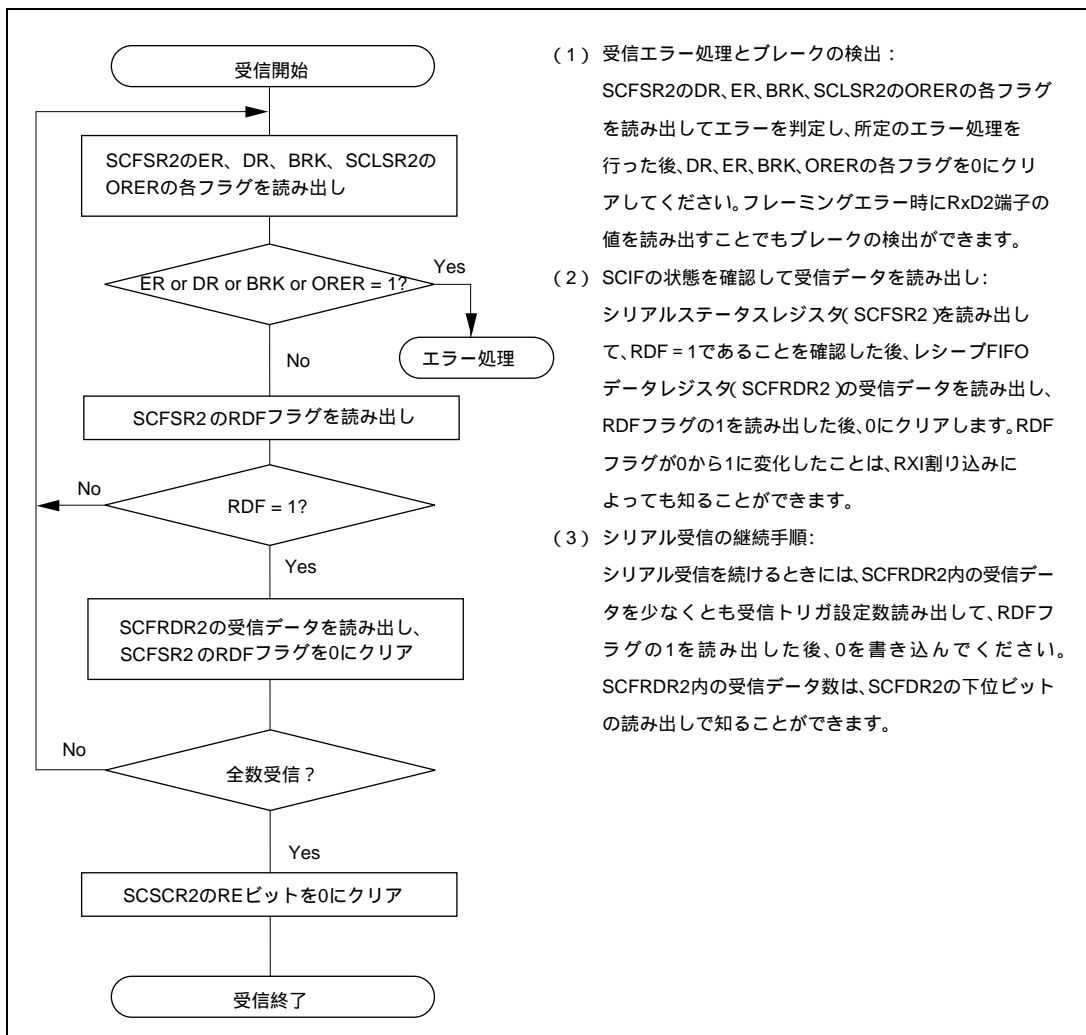 受信開始
SCFSR2のER、DR、BRK、SCLSR2の
ORERの各フラグを読み出し
ER or DR or BRK or ORER = 1?
Yes
エラー処理
No
SCFSR2のRDFフラグを読み出し
No
RDF = 1?
Yes
SCFRDR2の受信データを読み出し、
SCFSR2のRDFフラグを0にクリア
No
全数受信？
Yes
SCSCR2のREビットを0にクリア
受信終了
（1） 受信エラー処理とブレークの検出：
SCFSR2のDR、ER、BRK、SCLSR2のORERの各フラグ
を読み出してエラーを判定し、所定のエラー処理を
行った後、DR、ER、BRK、ORERの各フラグを0にクリ
アしてください。フレーミングエラー時にRxD2端子の
値を読み出すことでもブレークの検出ができます。
（2） SCIFの状態を確認して受信データを読み出し：
シリアルステータスレジスタ（SCFSR2）を読み出し
て、RDF = 1であることを確認した後、レシーブFIFO
データレジスタ（SCFRDR2）の受信データを読み出し、
RDFフラグの1を読み出した後、0にクリアします。RDF
フラグが0から1に変化したことは、RXI割り込みに
よっても知ることができます。
（3） シリアル受信の継続手順：
シリアル受信を続けるときには、SCFRDR2内の受信デー
タを少なくとも受信トリガ設定数読み出して、RDFフ
ラグの1を読み出した後、0を書き込んでください。
SCFRDR2内の受信データ数は、SCFDR2の下位ビット
の読み出しで知ることができます。